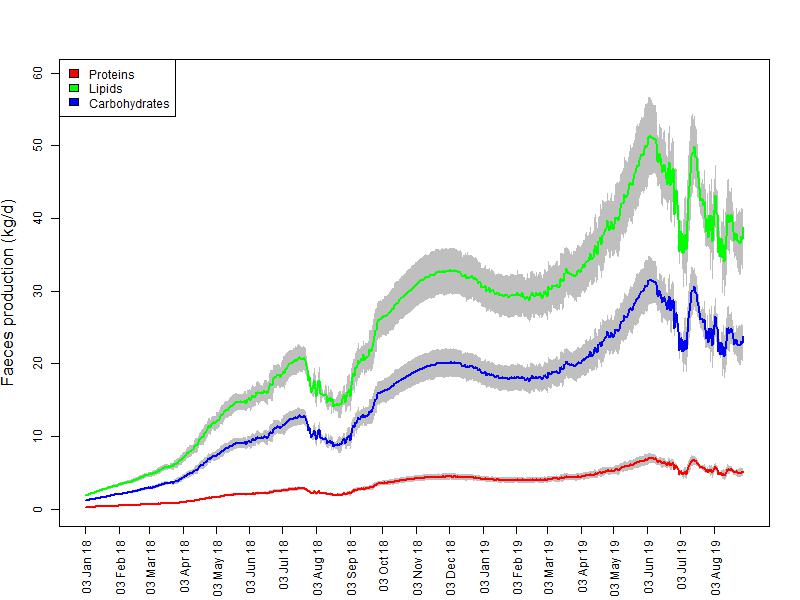 Proteins
Lipids
Carbohydrates
Faeces production (kg/d)
60
50
40
30
20
10
0
03 Jan 18
03 Feb 18
03 Mar 18
03 Apr 18
03 May 18
03 Jun 18
03 Jul 18
03 Aug 18
03 Sep 18
03 Oct 18
03 Nov 18
03 Dec 18
03 Jan 19
03 Feb 19
03 Mar 19
03 Apr 19
03 May 19
03 Jun 19
03 Jul 19
03 Aug 19